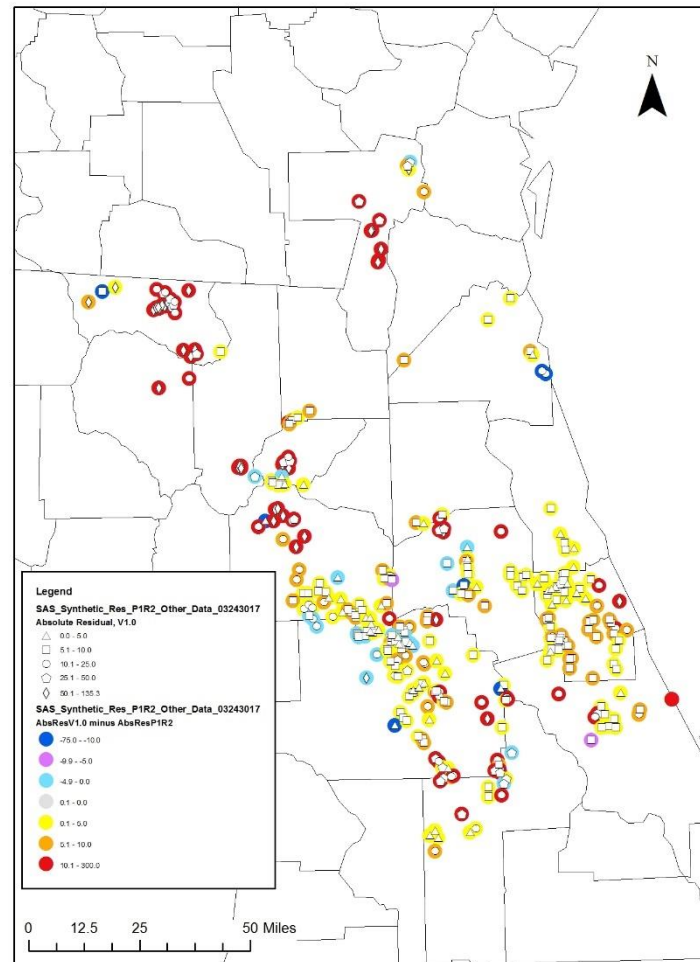 N
Legend
SAS_Synthetic_Res_P1R2_Other_Data_03243017
Absolute Residual, V1.0
0.0 - 5.0
5.1 - 10.0
10.1 - 25.0
25.1 - 50.0
50.1 - 135.3
SAS_Synthetic_Res_P1R2_Other_Data_03243017
AbsResV1.0 minus AbsResP1R2
-75.0 - -10.0
-9.9 - -5.0
-4.9 - 0.0
0.1 - 0.0
0.1 - 5.0
5.1 - 10.0
10.1 - 300.0
0 12.5 25 50 Miles